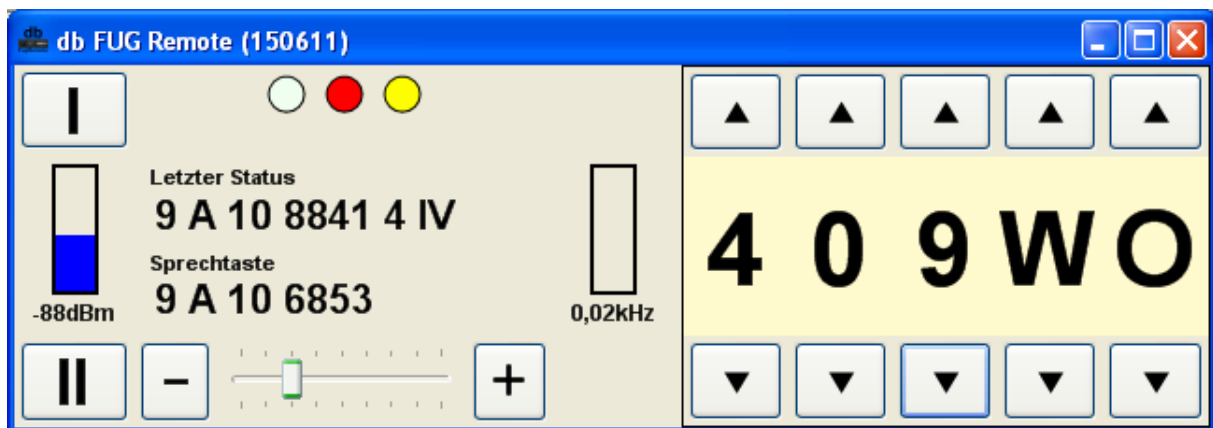 db FUG Remote (150611)
I
Letzter Status
9 A 10 8841 4 IV
Sprechtaste
9 A 10 6853
-88dBm
0,02kHz
II
− +
4 0 9 W O